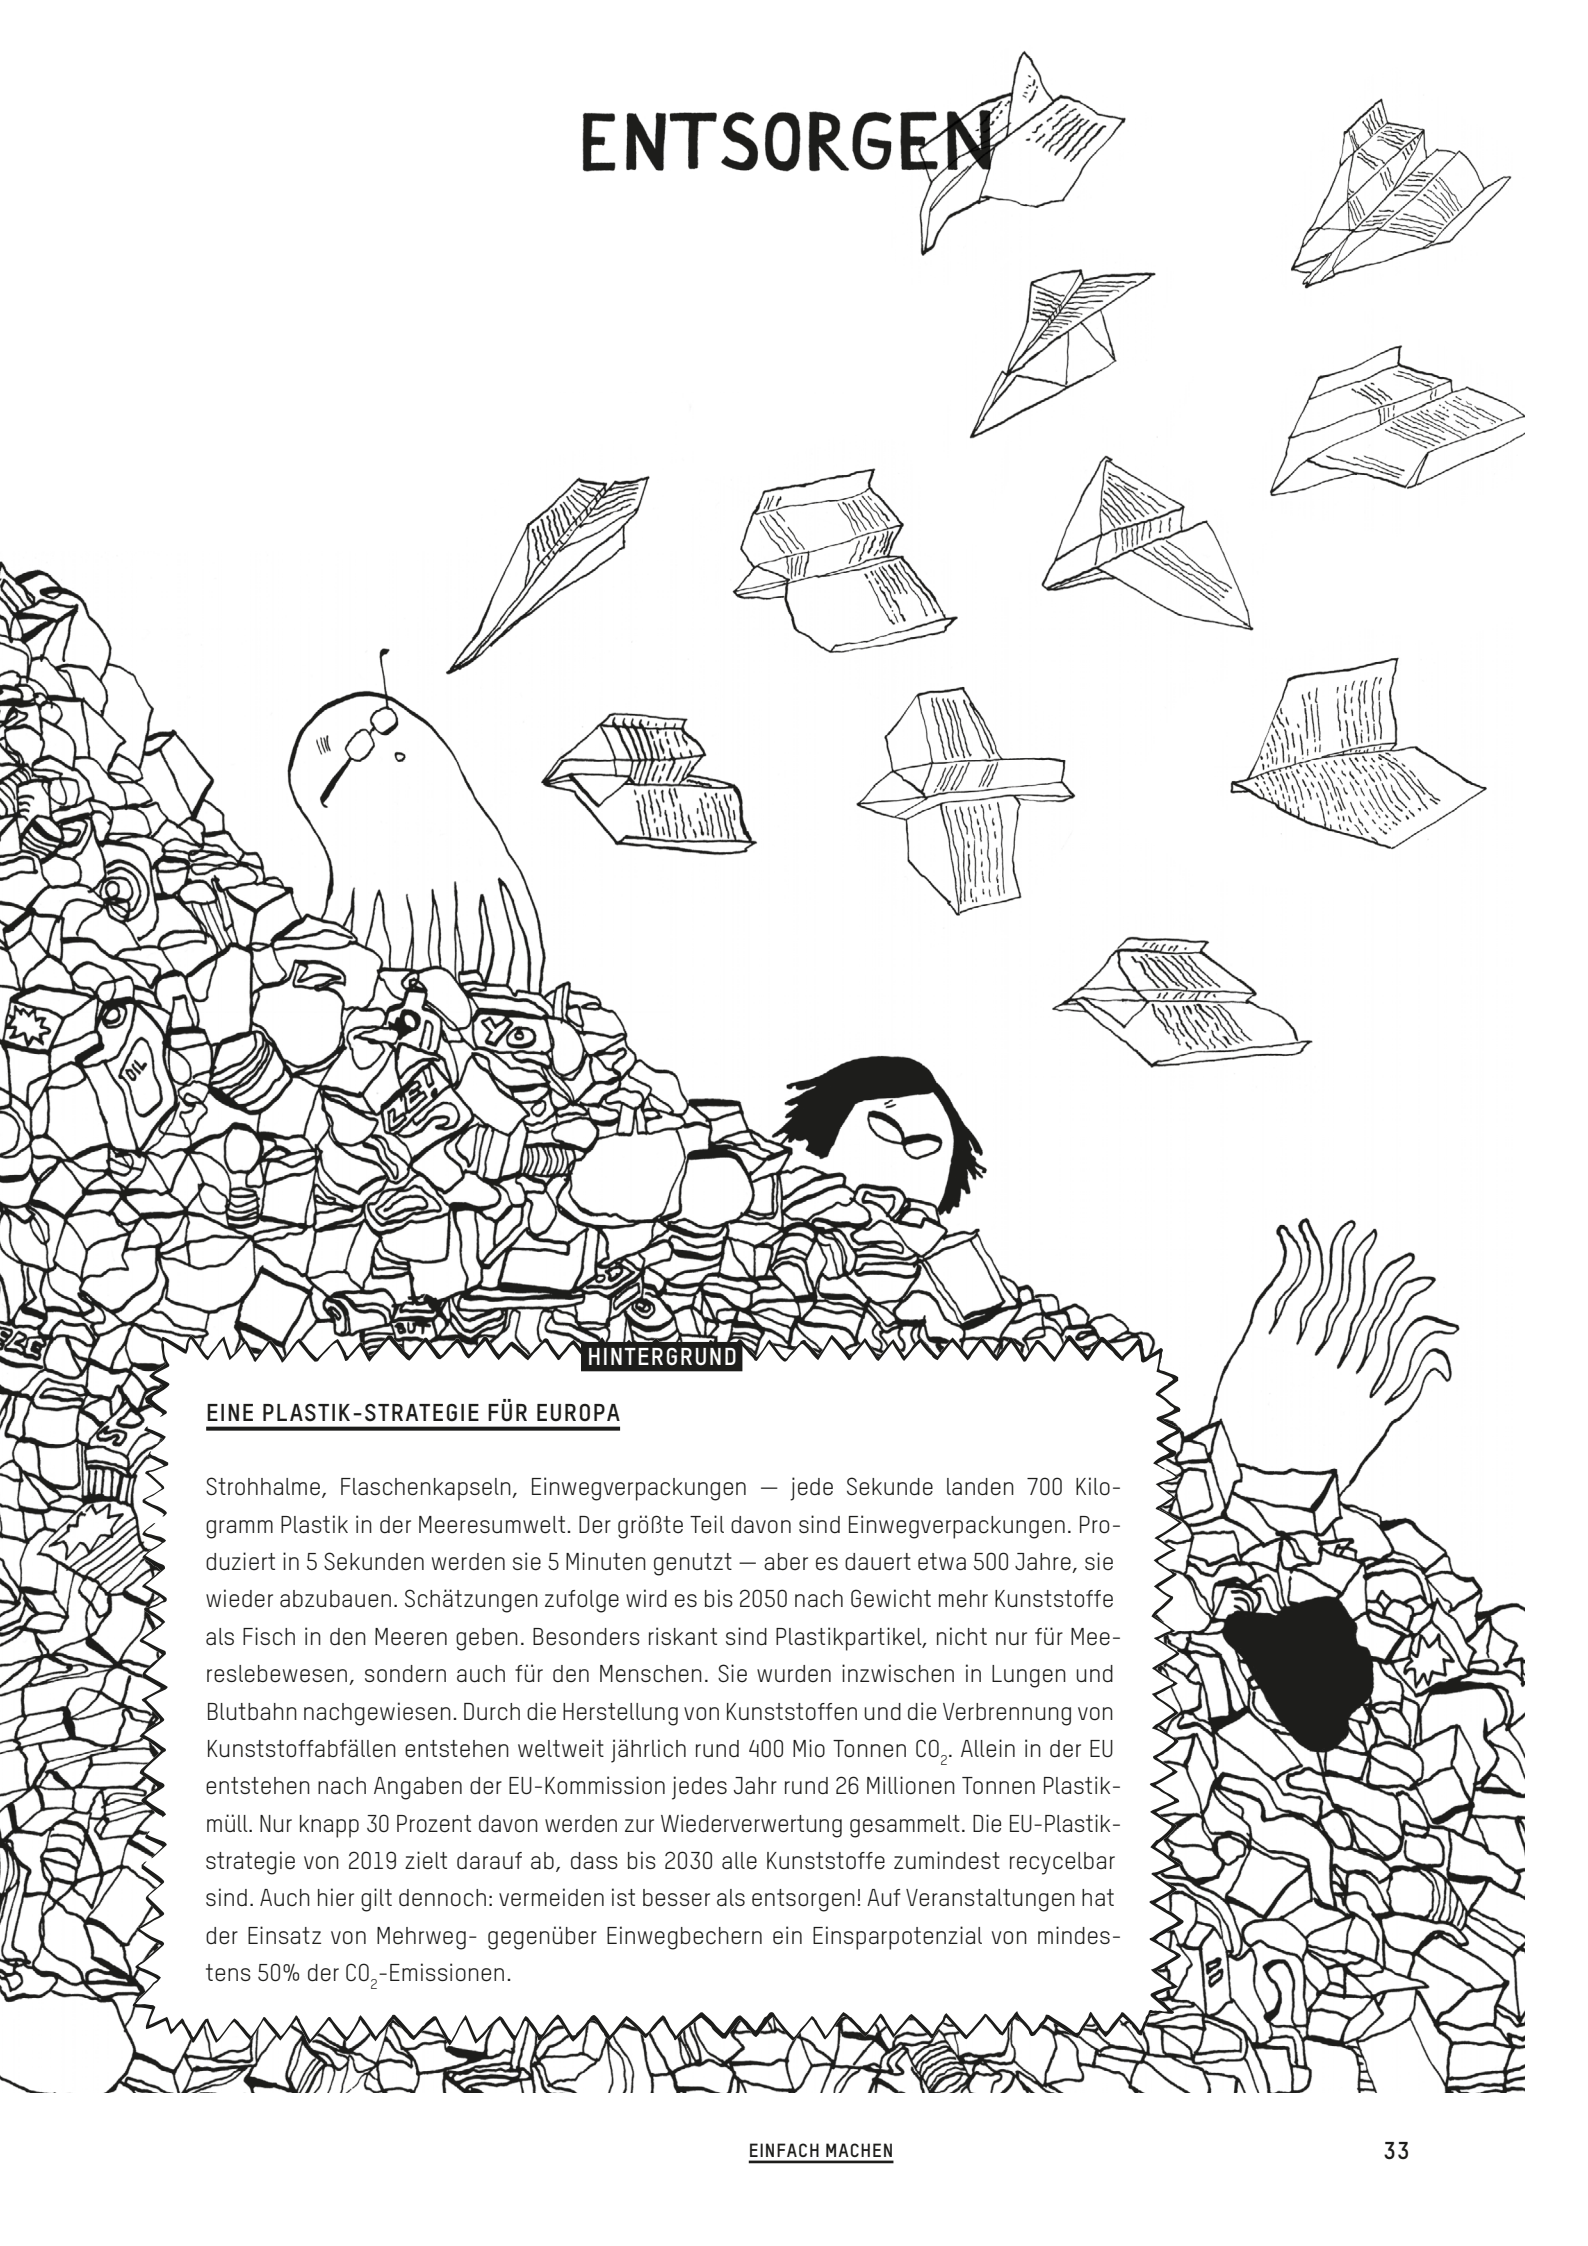 ENTSORGEN
OIL
YO
LEH
BUT
HINTERGRUND
EINE PLASTIK-STRATEGIE FÜR EUROPA
Strohhalme, Flaschenkapseln, Einwegverpackungen — jede Sekunde landen 700 Kilo-
gramm Plastik in der Meeresumwelt. Der größte Teil davon sind Einwegverpackungen. Pro-
duziert in 5 Sekunden werden sie 5 Minuten genutzt — aber es dauert etwa 500 Jahre, sie
wieder abzubauen. Schätzungen zufolge wird es bis 2050 nach Gewicht mehr Kunststoffe
als Fisch in den Meeren geben. Besonders riskant sind Plastikpartikel, nicht nur für Mee-
reslebewesen, sondern auch für den Menschen. Sie wurden inzwischen in Lungen und
Blutbahn nachgewiesen. Durch die Herstellung von Kunststoffen und die Verbrennung von
Kunststoffabfällen entstehen weltweit jährlich rund 400 Mio Tonnen CO₂. Allein in der EU
entstehen nach Angaben der EU-Kommission jedes Jahr rund 26 Millionen Tonnen Plastik-
müll. Nur knapp 30 Prozent davon werden zur Wiederverwertung gesammelt. Die EU-Plastik-
strategie von 2019 zielt darauf ab, dass bis 2030 alle Kunststoffe zumindest recycelbar
sind. Auch hier gilt dennoch: vermeiden ist besser als entsorgen! Auf Veranstaltungen hat
der Einsatz von Mehrweg- gegenüber Einwegbechern ein Einsparpotenzial von mindes-
tens 50% der CO₂-Emissionen.
EINFACH MACHEN
33